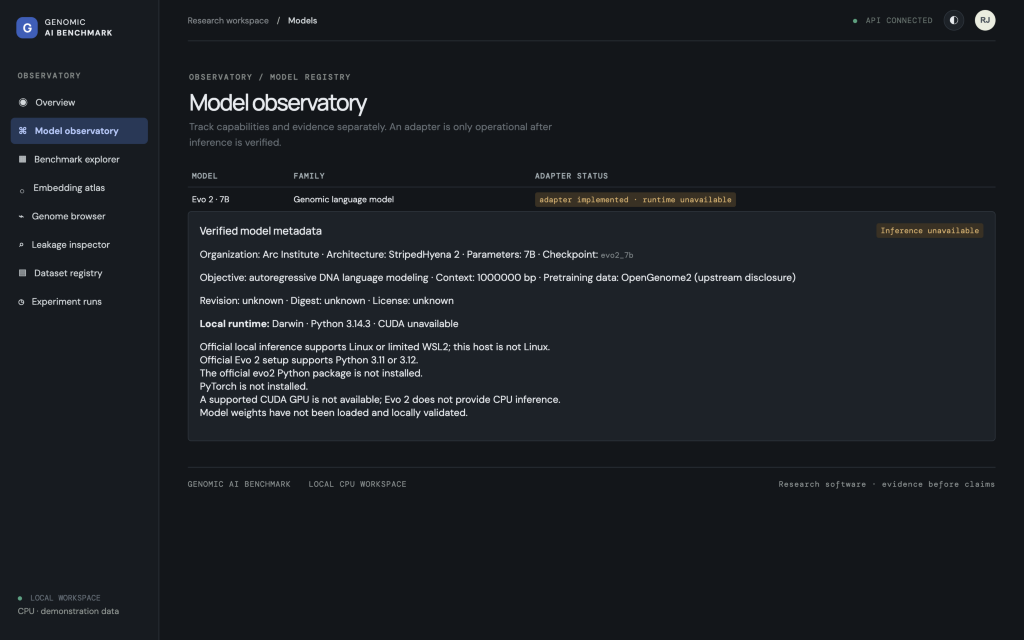 G
GENOMIC
AI BENCHMARK
OBSERVATORY
Overview
Model observatory
Benchmark explorer
Embedding atlas
Genome browser
Leakage inspector
Dataset registry
Experiment runs
LOCAL WORKSPACE
CPU · demonstration data
Research workspace / Models
API CONNECTED
RJ
OBSERVATORY / MODEL REGISTRY
Model observatory
Track capabilities and evidence separately. An adapter is only operational after
inference is verified.
MODEL FAMILY ADAPTER STATUS
Evo 2 · 7B Genomic language model adapter implemented · runtime unavailable
Verified model metadata Inference unavailable
Organization: Arc Institute · Architecture: StripedHyena 2 · Parameters: 7B · Checkpoint: evo2_7b
Objective: autoregressive DNA language modeling · Context: 1000000 bp · Pretraining data: OpenGenome2 (upstream disclosure)
Revision: unknown · Digest: unknown · License: unknown
Local runtime: Darwin · Python 3.14.3 · CUDA unavailable
Official local inference supports Linux or limited WSL2; this host is not Linux.
Official Evo 2 setup supports Python 3.11 or 3.12.
The official evo2 Python package is not installed.
PyTorch is not installed.
A supported CUDA GPU is not available; Evo 2 does not provide CPU inference.
Model weights have not been loaded and locally validated.
GENOMIC AI BENCHMARK LOCAL CPU WORKSPACE Research software · evidence before claims